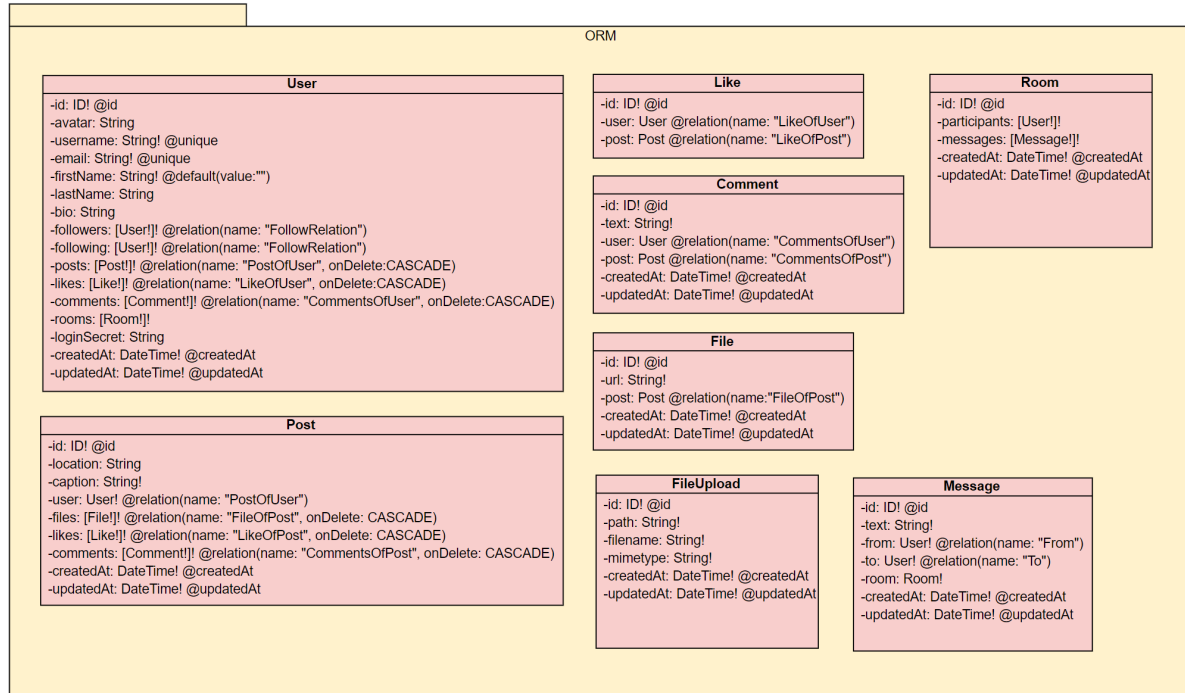 ORM
User
-id: ID! @id
-avatar: String
-username: String! @unique
-email: String! @unique
-firstName: String! @default(value:"")
-lastName: String
-bio: String
-followers: [User!]! @relation(name: "FollowRelation")
-following: [User!]! @relation(name: "FollowRelation")
-posts: [Post!]! @relation(name: "PostOfUser", onDelete:CASCADE)
-likes: [Like!]! @relation(name: "LikeOfUser", onDelete:CASCADE)
-comments: [Comment!]! @relation(name: "CommentsOfUser", onDelete:CASCADE)
-rooms: [Room!]!
-loginSecret: String
-createdAt: DateTime! @createdAt
-updatedAt: DateTime! @updatedAt
Post
-id: ID! @id
-location: String
-caption: String!
-user: User! @relation(name: "PostOfUser")
-files: [File!]! @relation(name: "FileOfPost", onDelete: CASCADE)
-likes: [Like!]! @relation(name: "LikeOfPost", onDelete: CASCADE)
-comments: [Comment!]! @relation(name: "CommentsOfPost", onDelete: CASCADE)
-createdAt: DateTime! @createdAt
-updatedAt: DateTime! @updatedAt
Like
-id: ID! @id
-user: User @relation(name: "LikeOfUser")
-post: Post @relation(name: "LikeOfPost")
Comment
-id: ID! @id
-text: String!
-user: User @relation(name: "CommentsOfUser")
-post: Post @relation(name: "CommentsOfPost")
-createdAt: DateTime! @createdAt
-updatedAt: DateTime! @updatedAt
File
-id: ID! @id
-url: String!
-post: Post @relation(name:"FileOfPost")
-createdAt: DateTime! @createdAt
-updatedAt: DateTime! @updatedAt
FileUpload
-id: ID! @id
-path: String!
-filename: String!
-mimetype: String!
-createdAt: DateTime! @createdAt
-updatedAt: DateTime! @updatedAt
Room
-id: ID! @id
-participants: [User!]!
-messages: [Message!]!
-createdAt: DateTime! @createdAt
-updatedAt: DateTime! @updatedAt
Message
-id: ID! @id
-text: String!
-from: User! @relation(name: "From")
-to: User! @relation(name: "To")
-room: Room!
-createdAt: DateTime! @createdAt
-updatedAt: DateTime! @updatedAt